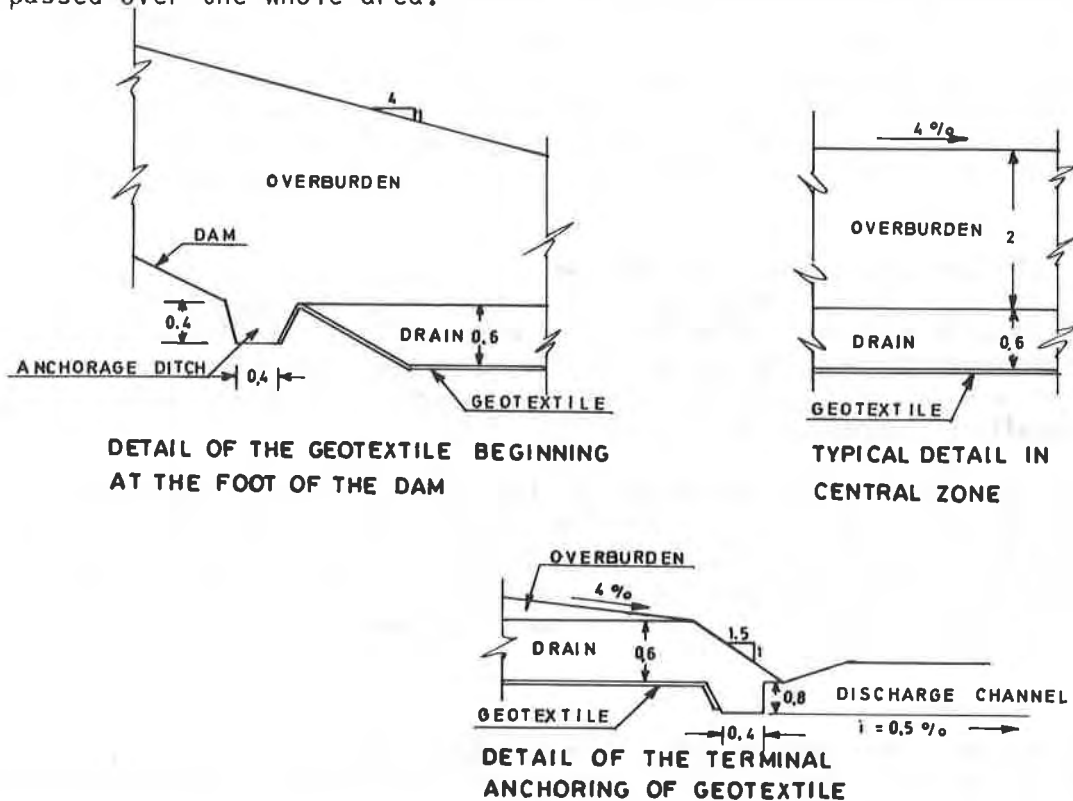 passed over the whole area.
4
1
OVERBURDEN
DAM
0.4
DRAIN 0.6
ANCHORAGE DITCH
0,4
GEOTEXTILE
DETAIL OF THE GEOTEXTILE BEGINNING
AT THE FOOT OF THE DAM
4 %
OVERBURDEN 2
DRAIN 0.6
GEOTEXTILE
TYPICAL DETAIL IN
CENTRAL ZONE
OVERBURDEN
4 %
1.5
1
DRAIN 0.6
0.8 DISCHARGE CHANNEL
GEOTEXTILE
0.4
i = 0.5 %
DETAIL OF THE TERMINAL
ANCHORING OF GEOTEXTILE